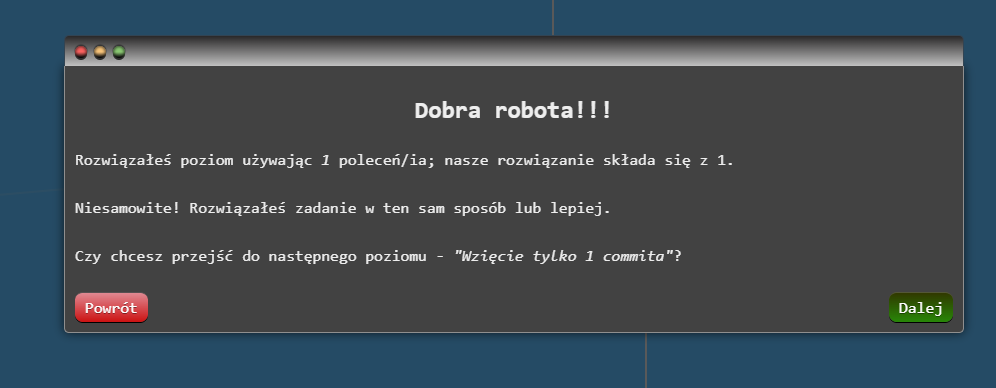 Dobra robota!!!
Rozwiązałeś poziom używając 1 poleceń/ia; nasze rozwiązanie składa się z 1.
Niesamowite! Rozwiązałeś zadanie w ten sam sposób lub lepiej.
Czy chcesz przejść do następnego poziomu - "Wzięcie tylko 1 commita"?
Powrót
Dalej